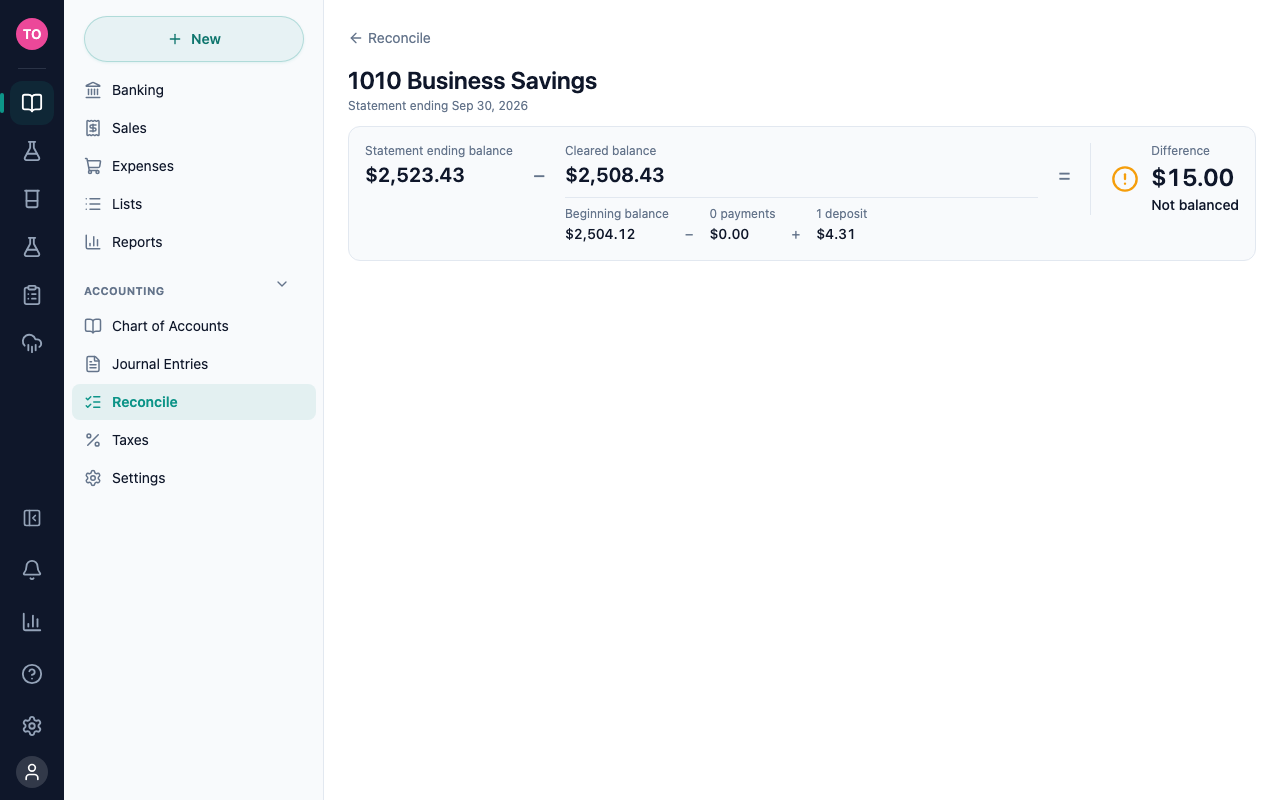 TO
New
Banking
Sales
Expenses
Lists
Reports
ACCOUNTING
Chart of Accounts
Journal Entries
Reconcile
Taxes
Settings
Reconcile
1010 Business Savings
Statement ending Sep 30, 2026
Statement ending balance
$2,523.43
−
Cleared balance
$2,508.43
Beginning balance
$2,504.12
−
0 payments
$0.00
+
1 deposit
$4.31
=
Difference
$15.00
Not balanced